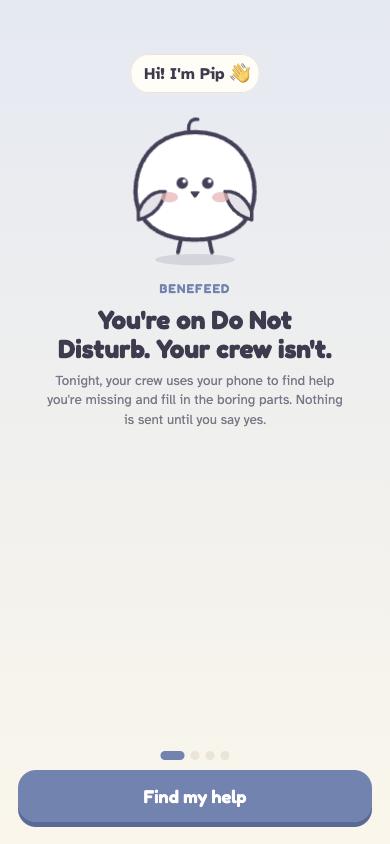 Hi! I'm Pip 👋
BENEFEED
You're on Do Not
Disturb. Your crew isn't.
Tonight, your crew uses your phone to find help
you're missing and fill in the boring parts. Nothing
is sent until you say yes.
Find my help